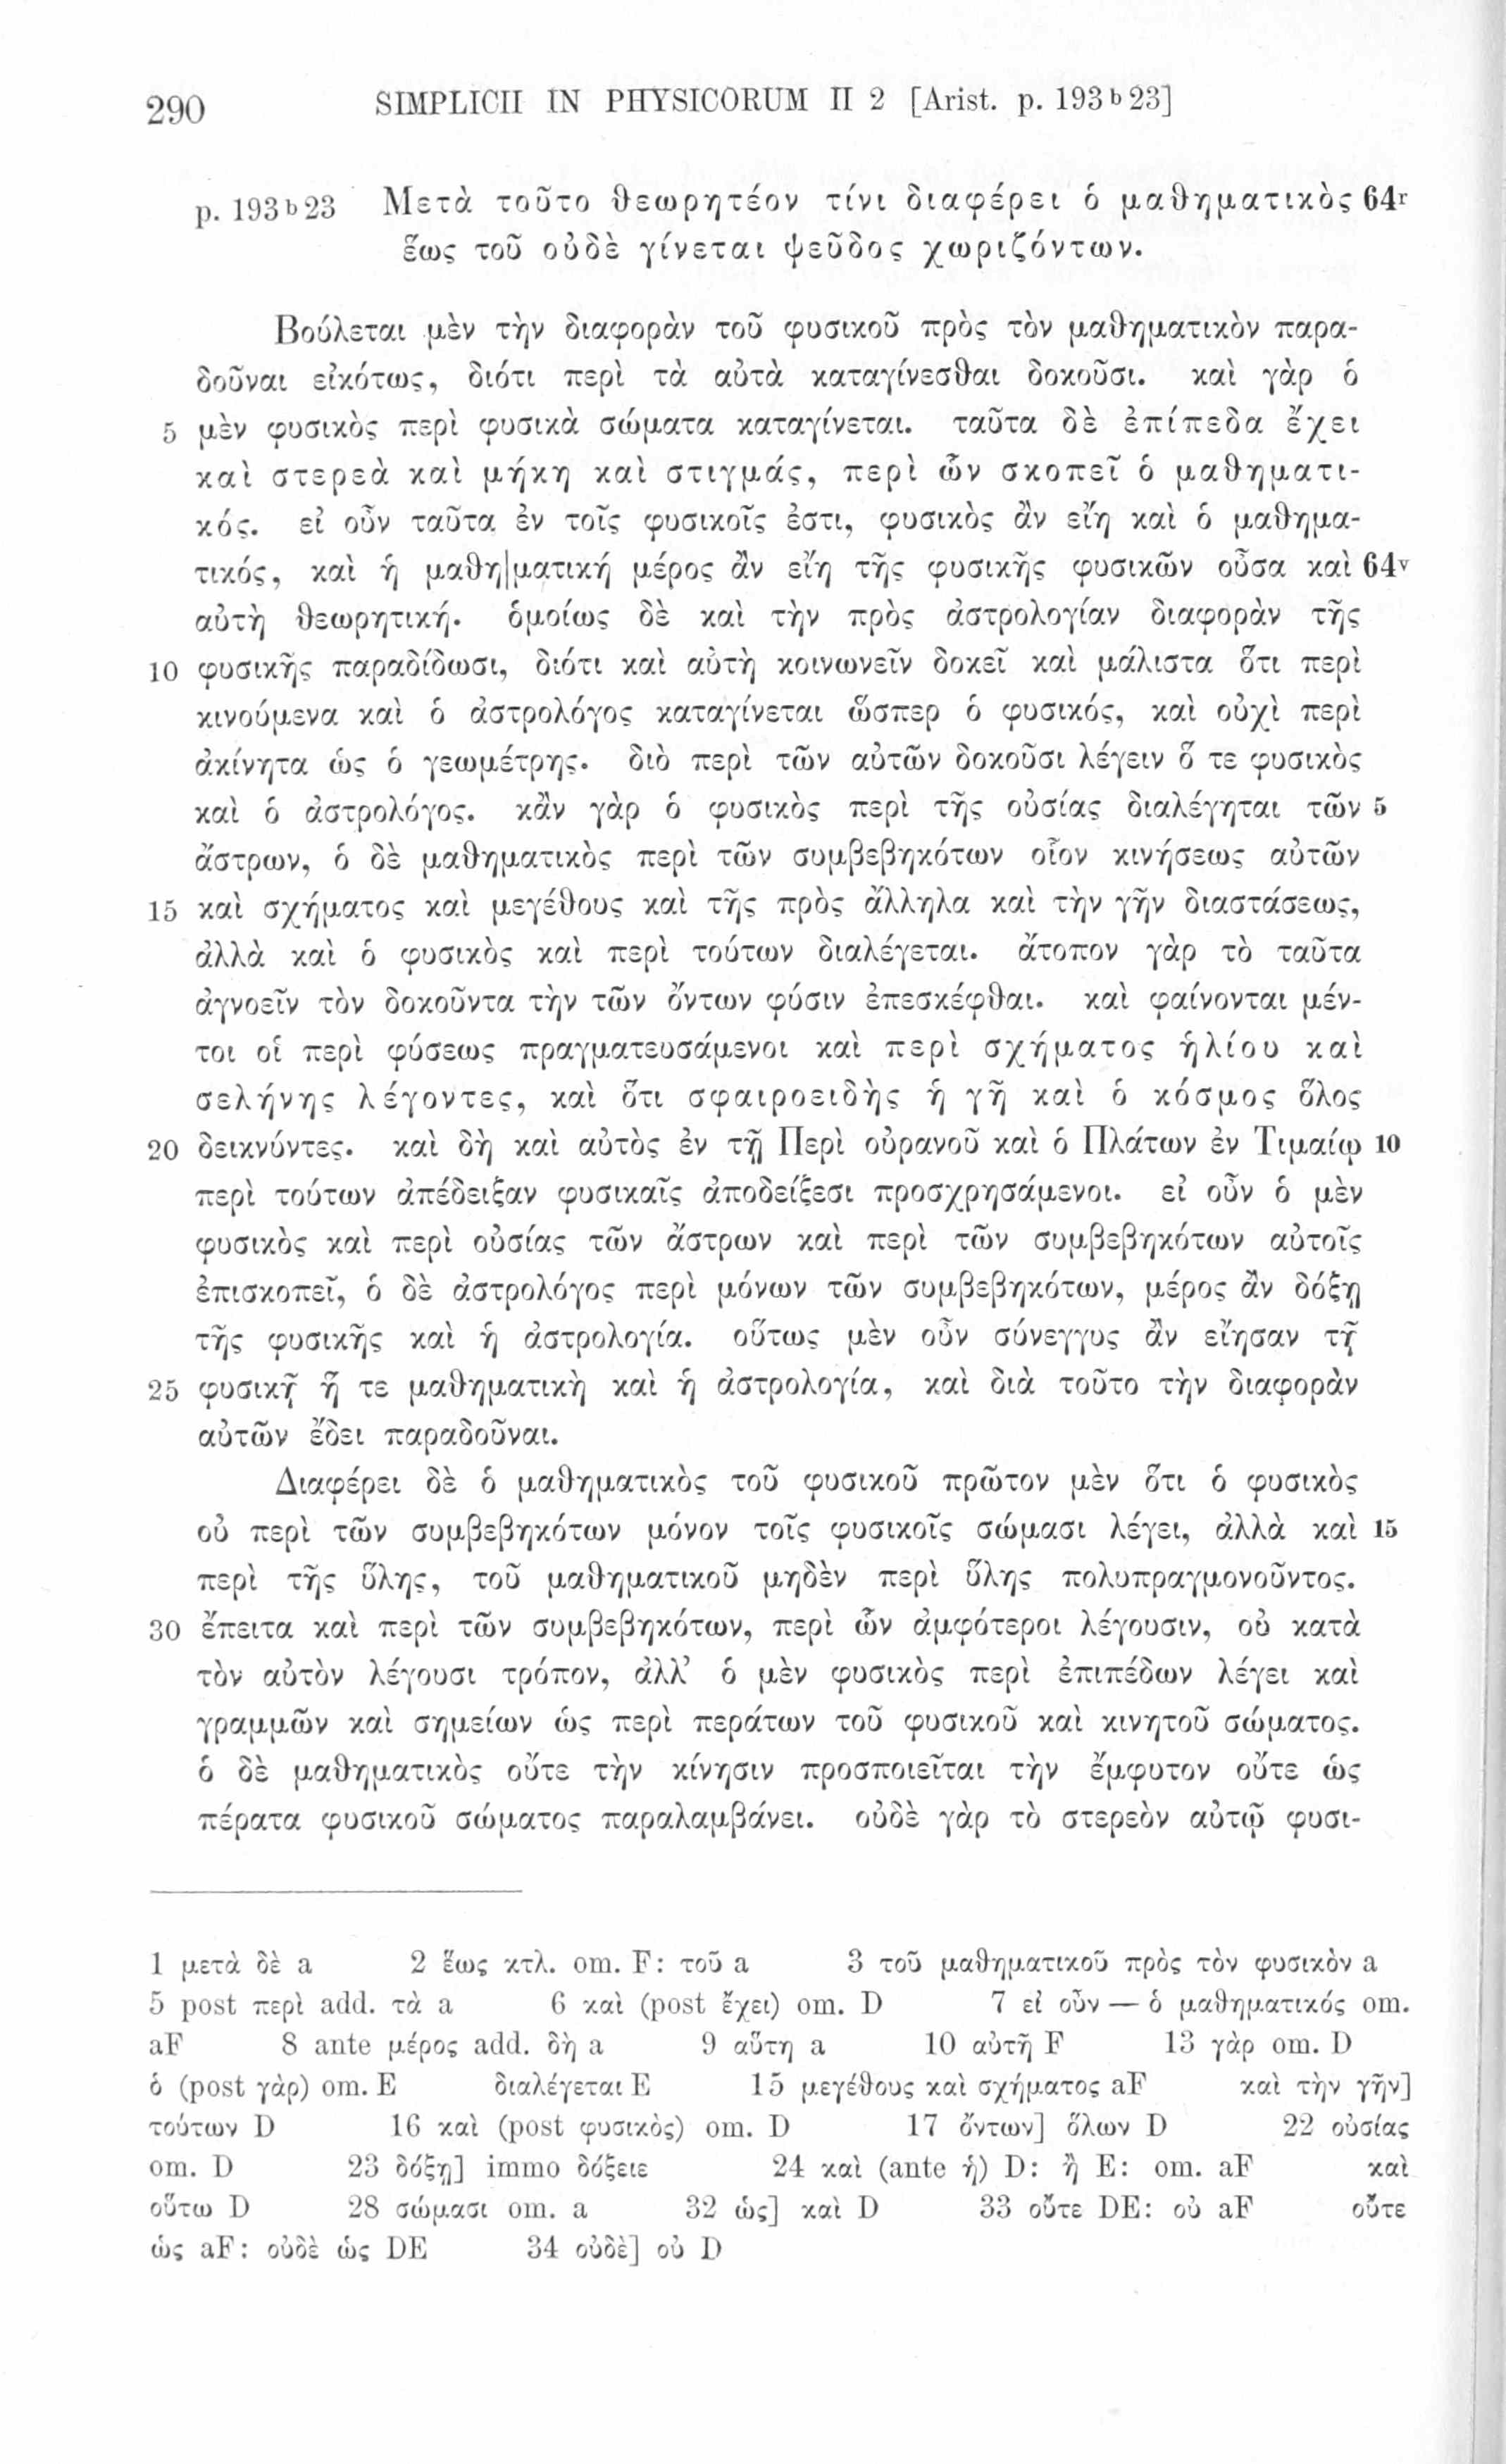 290 SIMPLICII IN PHYSICORUM II 2 [Arist. p. 193 b 23]
p. 193 b 23 Μετὰ τοῦτο θεωρητέον τίνι διαφέρει ὁ μαθηματικὸς 64r
ἕως τοῦ οὐδὲ γίνεται ψεῦδος χωριζόντων.
Βούλεται μὲν τὴν διαφορὰν τοῦ φυσικοῦ πρὸς τὸν μαθηματικὸν παρα-
δοῦναι εἰκότως, διότι περὶ τὰ αὐτὰ καταγίνεσθαι δοκοῦσι. καὶ γὰρ ὁ
5 μὲν φυσικὸς περὶ φυσικὰ σώματα καταγίνεται. ταῦτα δὲ ἐπίπεδα ἔχει
καὶ στερεὰ καὶ μήκη καὶ στιγμάς, περὶ ὧν σκοπεῖ ὁ μαθηματι-
κός. εἰ οὖν ταῦτα ἐν τοῖς φυσικοῖς ἐστι, φυσικὸς ἂν εἴη καὶ ὁ μαθημα-
τικός, καὶ ἡ μαθη|ματική μέρος ἂν εἴη τῆς φυσικῆς φυσικῶν οὖσα καὶ 64v
αὐτὴ θεωρητική. ὁμοίως δὲ καὶ τὴν πρὸς ἀστρολογίαν διαφορὰν τῆς
10 φυσικῆς παραδίδωσι, διότι καὶ αὐτὴ κοινωνεῖν δοκεῖ καὶ μάλιστα ὅτι περὶ
κινούμενα καὶ ὁ ἀστρολόγος καταγίνεται ὥσπερ ὁ φυσικός, καὶ οὐχὶ περὶ
ἀκίνητα ὡς ὁ γεωμέτρης. διὸ περὶ τῶν αὐτῶν δοκοῦσι λέγειν ὅ τε φυσικὸς
καὶ ὁ ἀστρολόγος. κἂν γὰρ ὁ φυσικὸς περὶ τῆς οὐσίας διαλέγηται τῶν 5
ἄστρων, ὁ δὲ μαθηματικὸς περὶ τῶν συμβεβηκότων οἷον κινήσεως αὐτῶν
15 καὶ σχήματος καὶ μεγέθους καὶ τῆς πρὸς ἄλληλα καὶ τὴν γῆν διαστάσεως,
ἀλλὰ καὶ ὁ φυσικὸς καὶ περὶ τούτων διαλέγεται. ἄτοπον γὰρ τὸ ταῦτα
ἀγνοεῖν τὸν δοκοῦντα τὴν τῶν ὄντων φύσιν ἐπεσκέφθαι. καὶ φαίνονται μέν-
τοι οἱ περὶ φύσεως πραγματευσάμενοι καὶ περὶ σχήματος ἡλίου καὶ
σελήνης λέγοντες, καὶ ὅτι σφαιροειδὴς ἡ γῆ καὶ ὁ κόσμος ὅλος
20 δεικνύντες. καὶ δὴ καὶ αὐτὸς ἐν τῇ Περὶ οὐρανοῦ καὶ ὁ Πλάτων ἐν Τιμαίῳ 10
περὶ τούτων ἀπέδειξαν φυσικαῖς ἀποδείξεσι προσχρησάμενοι. εἰ οὖν ὁ μὲν
φυσικὸς καὶ περὶ οὐσίας τῶν ἄστρων καὶ περὶ τῶν συμβεβηκότων αὐτοῖς
ἐπισκοπεῖ, ὁ δὲ ἀστρολόγος περὶ μόνων τῶν συμβεβηκότων, μέρος ἂν δόξῃ
τῆς φυσικῆς καὶ ἡ ἀστρολογία. οὕτως μὲν οὖν σύνεγγυς ἂν εἴησαν τῇ
25 φυσικῇ ἥ τε μαθηματικὴ καὶ ἡ ἀστρολογία, καὶ διὰ τοῦτο τὴν διαφορὰν
αὐτῶν ἔδει παραδοῦναι.
Διαφέρει δὲ ὁ μαθηματικὸς τοῦ φυσικοῦ πρῶτον μὲν ὅτι ὁ φυσικὸς
οὐ περὶ τῶν συμβεβηκότων μόνον τοῖς φυσικοῖς σώμασι λέγει, ἀλλὰ καὶ 15
περὶ τῆς ὕλης, τοῦ μαθηματικοῦ μηδὲν περὶ ὕλης πολυπραγμονοῦντος.
30 ἔπειτα καὶ περὶ τῶν συμβεβηκότων, περὶ ὧν ἀμφότεροι λέγουσιν, οὐ κατὰ
τὸν αὐτὸν λέγουσι τρόπον, ἀλλ' ὁ μὲν φυσικὸς περὶ ἐπιπέδων λέγει καὶ
γραμμῶν καὶ σημείων ὡς περὶ περάτων τοῦ φυσικοῦ καὶ κινητοῦ σώματος.
ὁ δὲ μαθηματικὸς οὔτε τὴν κίνησιν προσποιεῖται τὴν ἔμφυτον οὔτε ὡς
πέρατα φυσικοῦ σώματος παραλαμβάνει. οὐδὲ γὰρ τὸ στερεὸν αὐτῷ φυσι-
1 μετὰ δὲ a 2 ἕως κτλ. om. F: τοῦ a 3 τοῦ μαθηματικοῦ πρὸς τὸν φυσικὸν a
5 post περὶ add. τὰ a 6 καὶ (post ἔχει) om. D 7 εἰ οὖν — ὁ μαθηματικός om.
aF 8 ante μέρος add. δὴ a 9 αὕτη a 10 αὐτῇ F 13 γὰρ om. D
ὁ (post γὰρ) om. E διαλέγεται E 15 μεγέθους καὶ σχήματος aF καὶ τὴν γῆν]
τούτων D 16 καὶ (post φυσικὸς) om. D 17 ὄντων] ὅλων D 22 οὐσίας
om. D 23 δόξῃ] immo δόξειε 24 καὶ (ante ἡ) D: ἢ E: om. aF καὶ
οὕτω D 28 σώμασι om. a 32 ὡς] καὶ D 33 οὔτε DE: οὐ aF οὔτε
ὡς aF: οὐδὲ ὡς DE 34 οὐδὲ] οὐ D